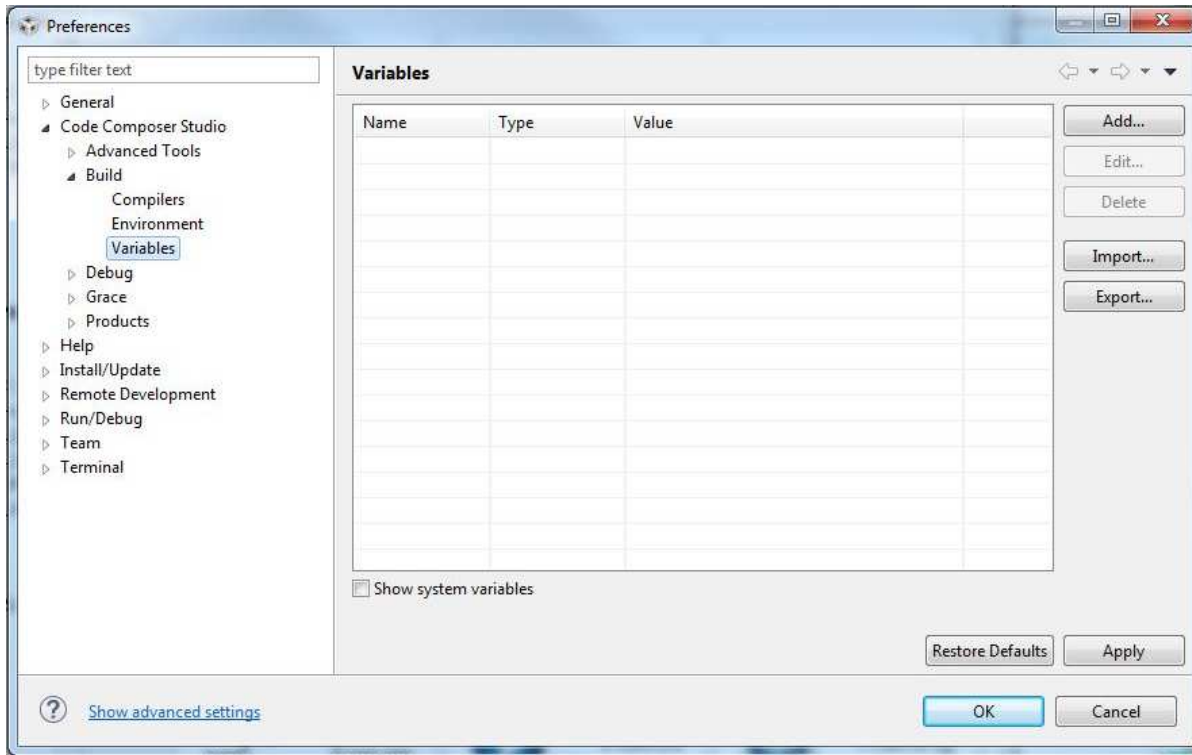 Preferences
type filter text
General
Code Composer Studio
Advanced Tools
Build
Compilers
Environment
Variables
Debug
Grace
Products
Help
Install/Update
Remote Development
Run/Debug
Team
Terminal
Variables
Name Type Value
Add...
Edit...
Delete
Import...
Export...
Show system variables
Restore Defaults Apply
? Show advanced settings
OK Cancel